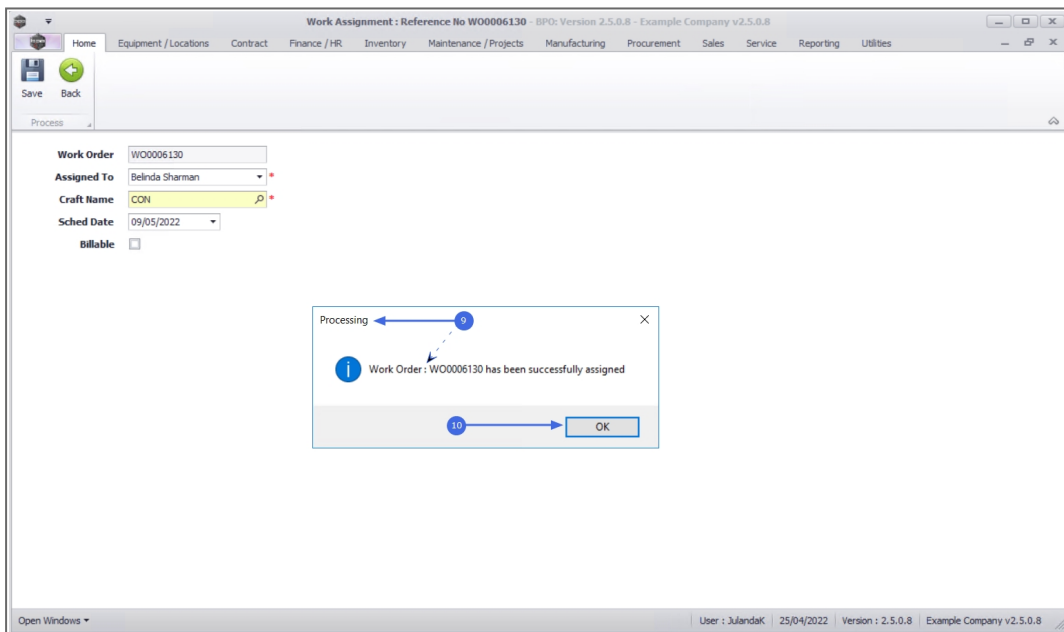 Work Assignment : Reference No WO0006130 - BPO: Version 2.5.0.8 - Example Company v2.5.0.8
Home Equipment / Locations Contract Finance / HR Inventory Maintenance / Projects Manufacturing Procurement Sales Service Reporting Utilities
Save Back
Process
Work Order WO0006130
Assigned To Belinda Sharman *
Craft Name CON *
Sched Date 09/05/2022
Billable
Processing 9
Work Order : WO0006130 has been successfully assigned
10 OK
Open Windows User : JulandaK 25/04/2022 Version : 2.5.0.8 Example Company v2.5.0.8